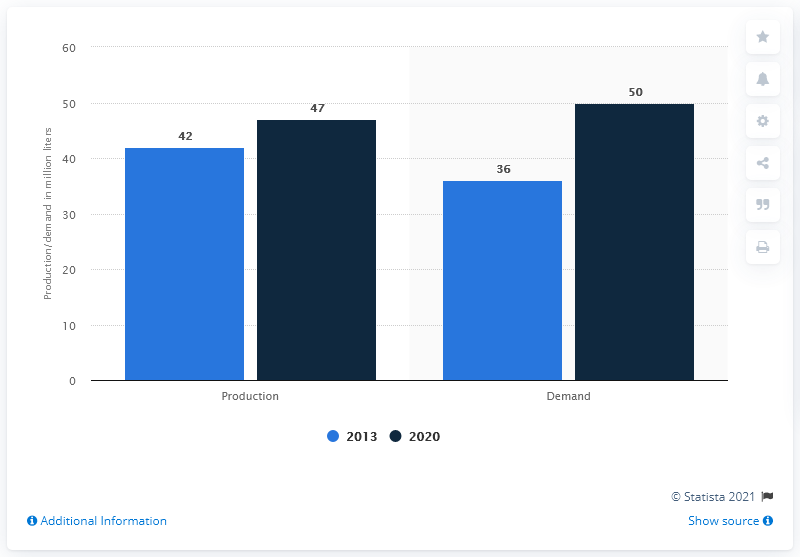 Production/demand in million liters
60
50
40
30
20
10
0
42
47
36
50
Production
Demand
2013
2020
© Statista 2021
Additional Information
Show source